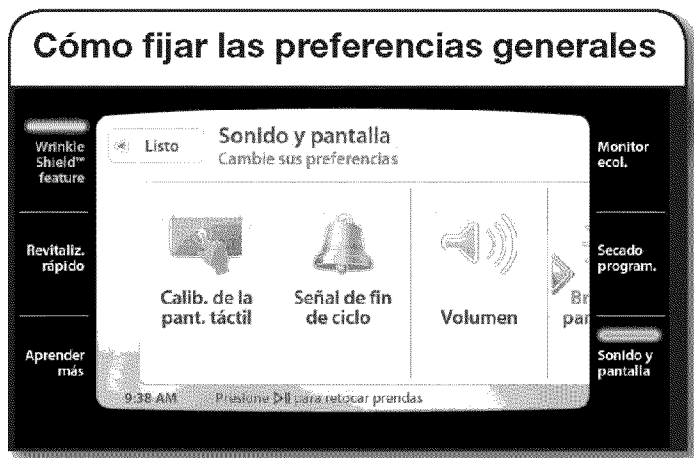 Cómo fijar las preferencias generales
Wrinkle
Shield™
feature
Revitaliz.
rápido
Aprender
más
Listo
Sonido y pantalla
Cambie sus preferencias
Calib. de la
pant. táctil
Señal de fin
de ciclo
Volumen
Br
par
9:38 AM
Presione ▷II para retocar prendas
Monitor
ecol.
Secado
program.
Sonido y
pantalla